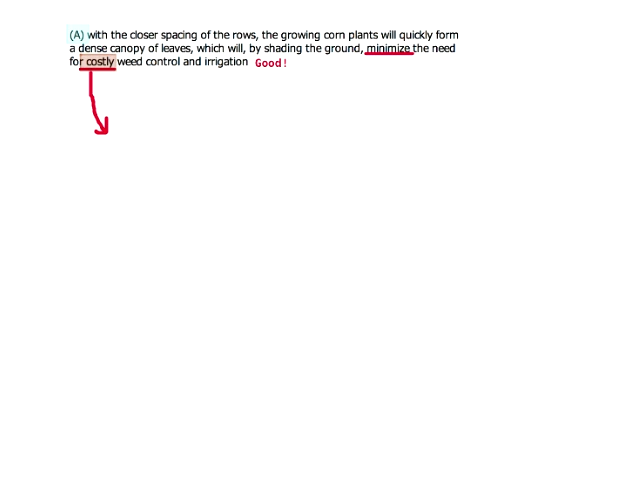 (A) with the closer spacing of the rows, the growing corn plants will quickly form
a dense canopy of leaves, which will, by shading the ground, minimize the need
for costly weed control and irrigation Good!